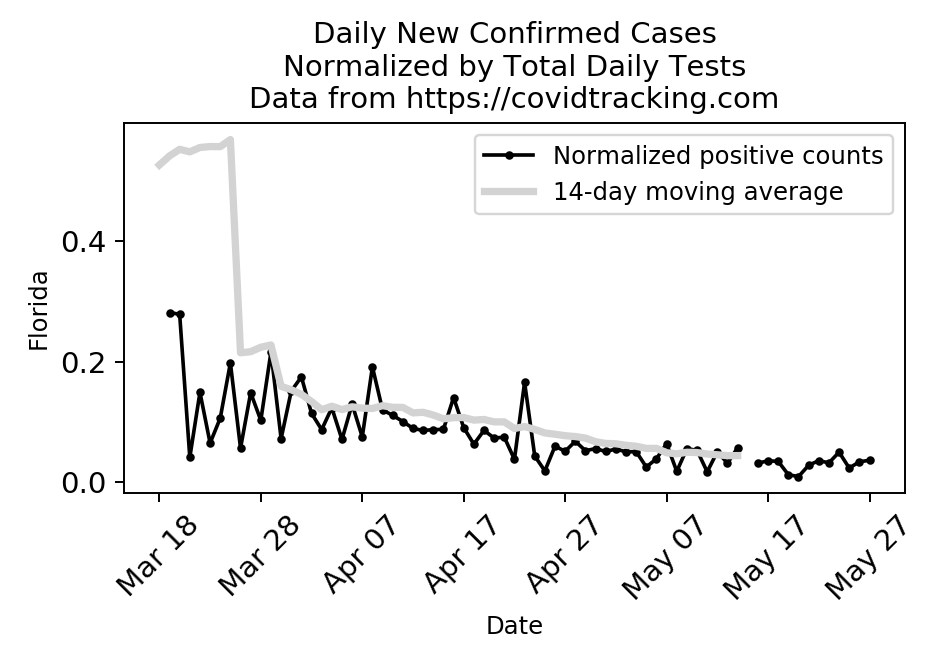 Daily New Confirmed Cases
Normalized by Total Daily Tests
Data from https://covidtracking.com
Normalized positive counts
14-day moving average
Florida
0.4
0.2
0.0
Mar 18
Mar 28
Apr 07
Apr 17
Apr 27
May 07
May 17
May 27
Date